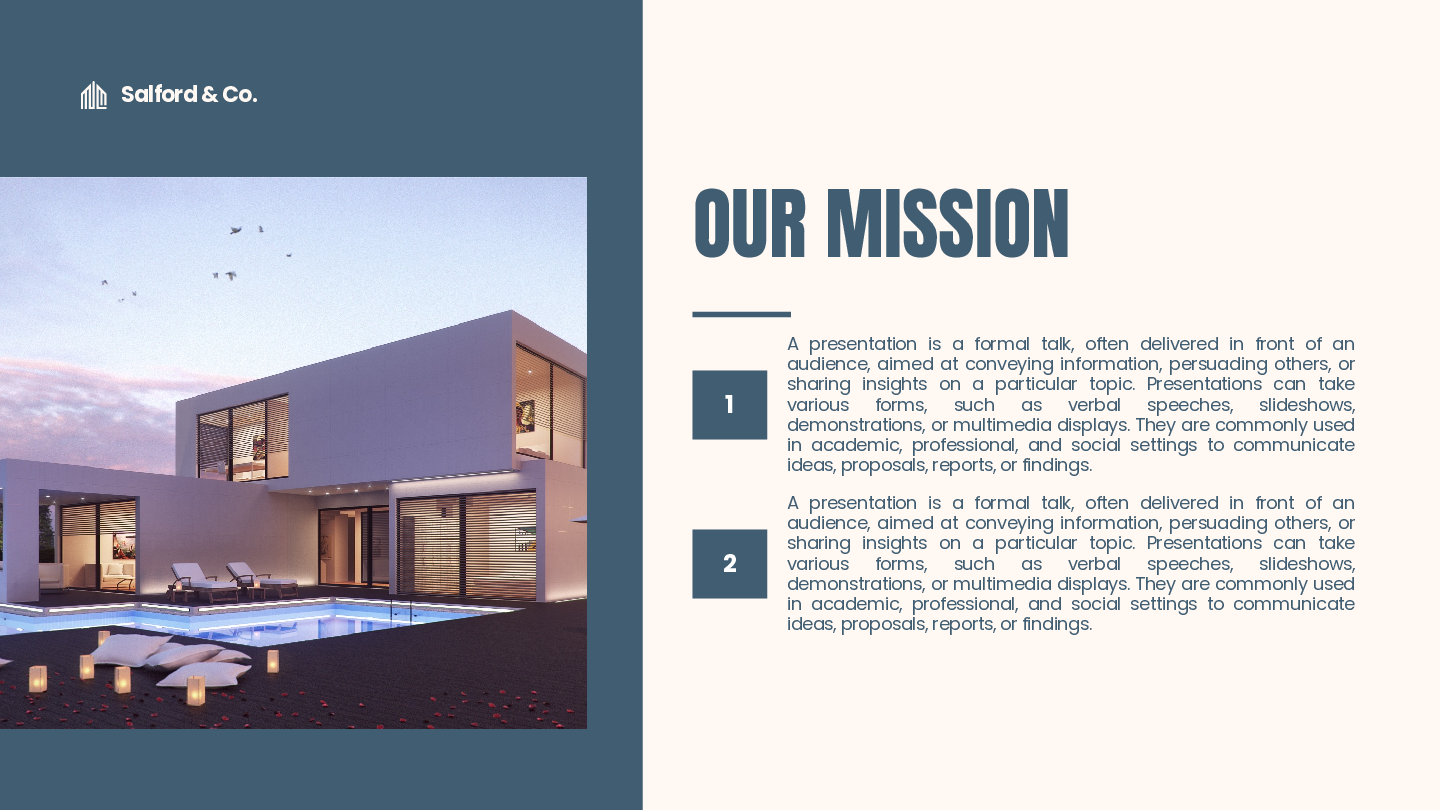 Salford & Co.
OUR MISSION
1
A presentation is a formal talk, often delivered in front of an
audience, aimed at conveying information, persuading others, or
sharing insights on a particular topic. Presentations can take
various forms, such as verbal speeches, slideshows,
demonstrations, or multimedia displays. They are commonly used
in academic, professional, and social settings to communicate
ideas, proposals, reports, or findings.
2
A presentation is a formal talk, often delivered in front of an
audience, aimed at conveying information, persuading others, or
sharing insights on a particular topic. Presentations can take
various forms, such as verbal speeches, slideshows,
demonstrations, or multimedia displays. They are commonly used
in academic, professional, and social settings to communicate
ideas, proposals, reports, or findings.